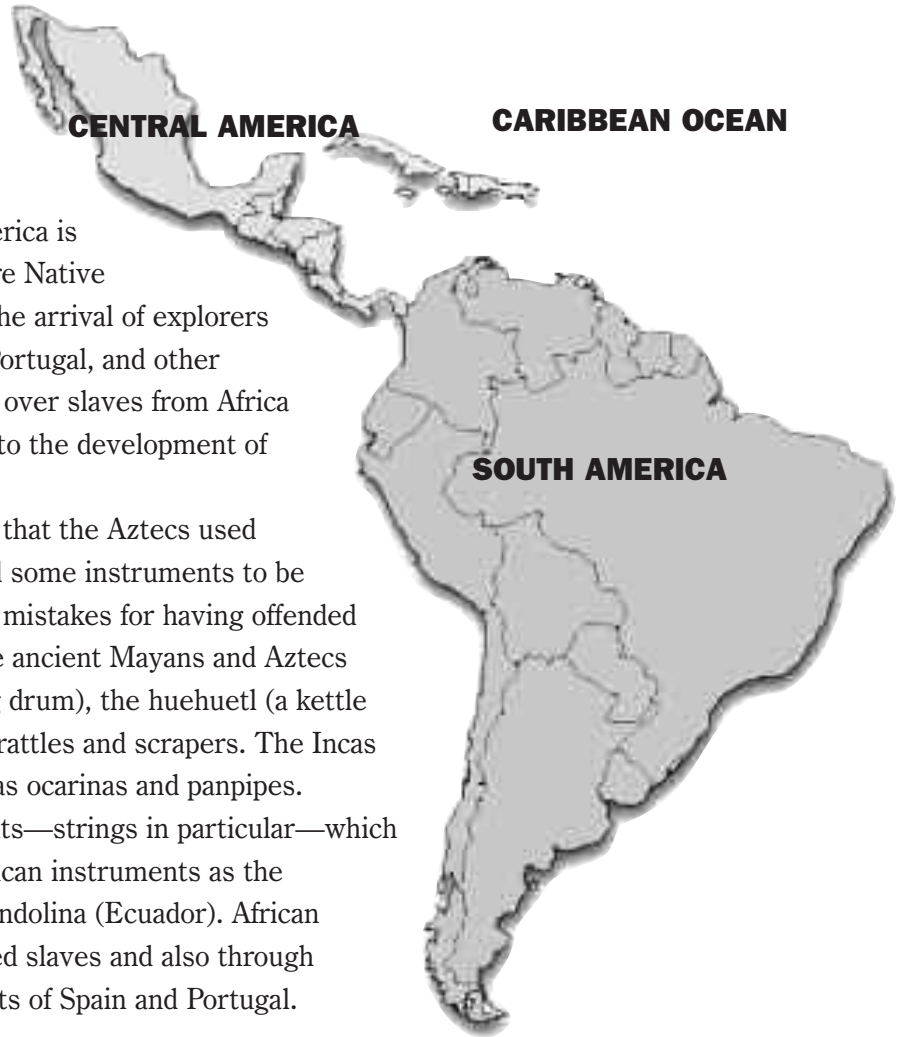 CENTRAL AMERICA
CARIBBEAN OCEAN
SOUTH AMERICA
erica is
re Native
he arrival of explorers
Portugal, and other
over slaves from Africa
to the development of
that the Aztecs used
d some instruments to be
mistakes for having offended
e ancient Mayans and Aztecs
g drum), the huehuetl (a kettle
rattles and scrapers. The Incas
as ocarinas and panpipes.
ts—strings in particular—which
ican instruments as the
ndolina (Ecuador). African
ed slaves and also through
ts of Spain and Portugal.